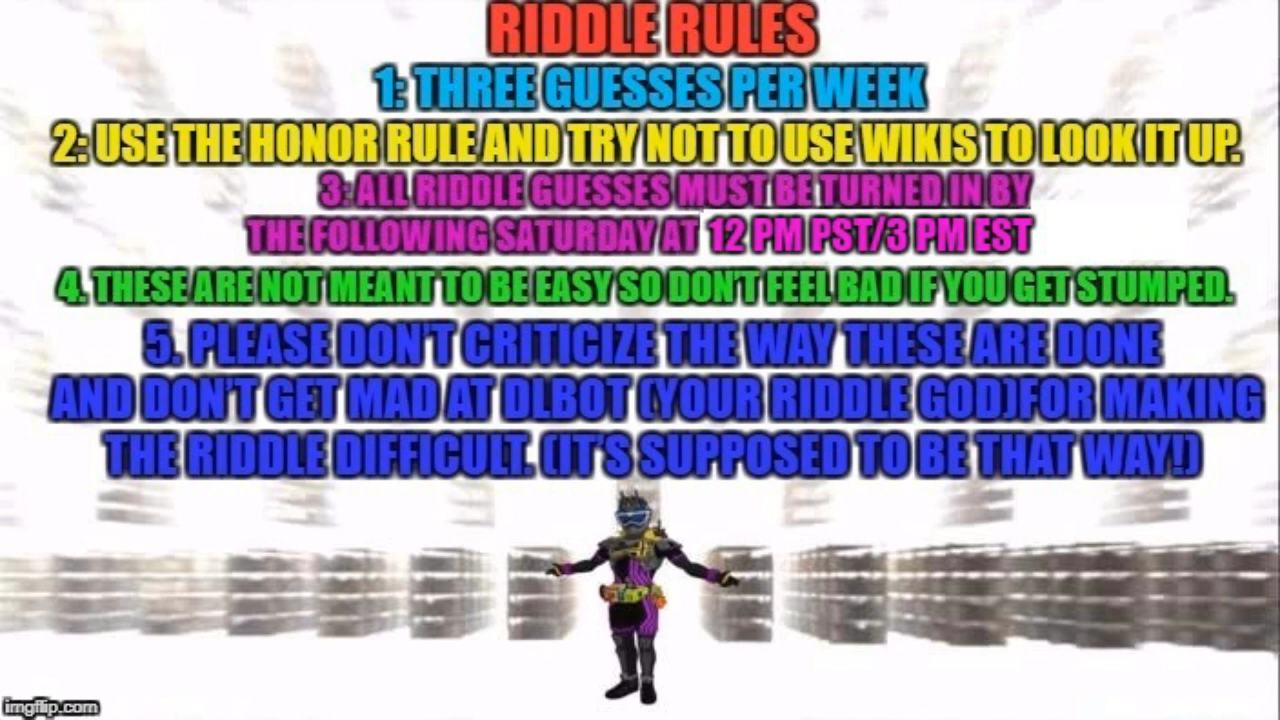 RIDDLE RULES
1: THREE GUESSES PER WEEK
2: USE THE HONOR RULE AND TRY NOT TO USE WIKIS TO LOOK IT UP.
3: ALL RIDDLE GUESSES MUST BE TURNED IN BY
THE FOLLOWING SATURDAY AT 12 PM PST/3 PM EST
4. THESE ARE NOT MEANT TO BE EASY SO DON'T FEEL BAD IF YOU GET STUMPED.
5. PLEASE DON'T CRITICIZE THE WAY THESE ARE DONE
AND DON'T GET MAD AT DLBOT (YOUR RIDDLE GOD)FOR MAKING
THE RIDDLE DIFFICULT. (IT'S SUPPOSED TO BE THAT WAY!)
imgflip.com